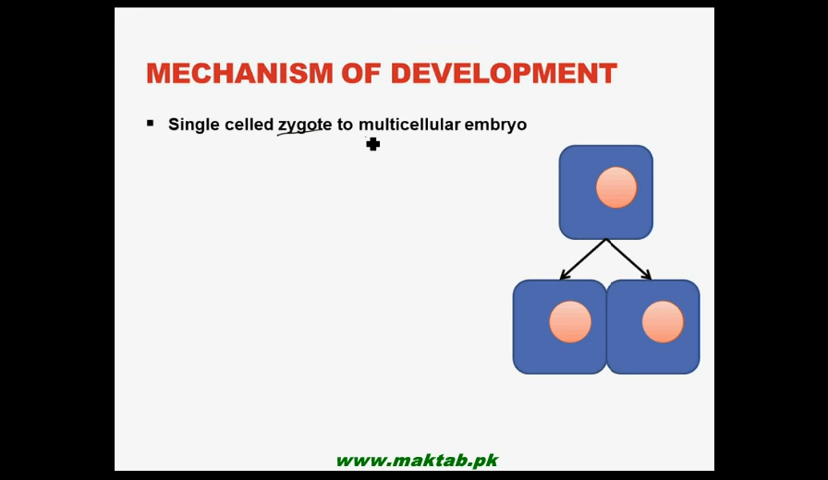 MECHANISM OF DEVELOPMENT
▪ Single celled zygote to multicellular embryo
www.maktab.pk